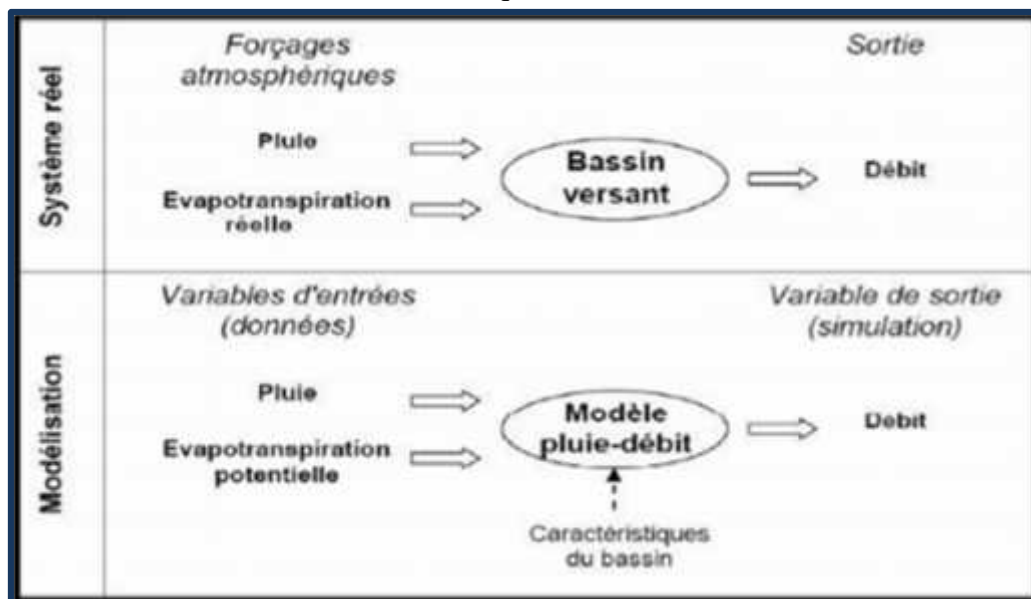 Système réel
Forçages
atmosphériques
Sortie
Pluie
Evapotranspiration
réelle
Bassin
versant
Débit
Modélisation
Variables d'entrées
(données)
Variable de sortie
(simulation)
Pluie
Evapotranspiration
potentielle
Modèle
pluie-débit
Débit
Caractéristiques
du bassin